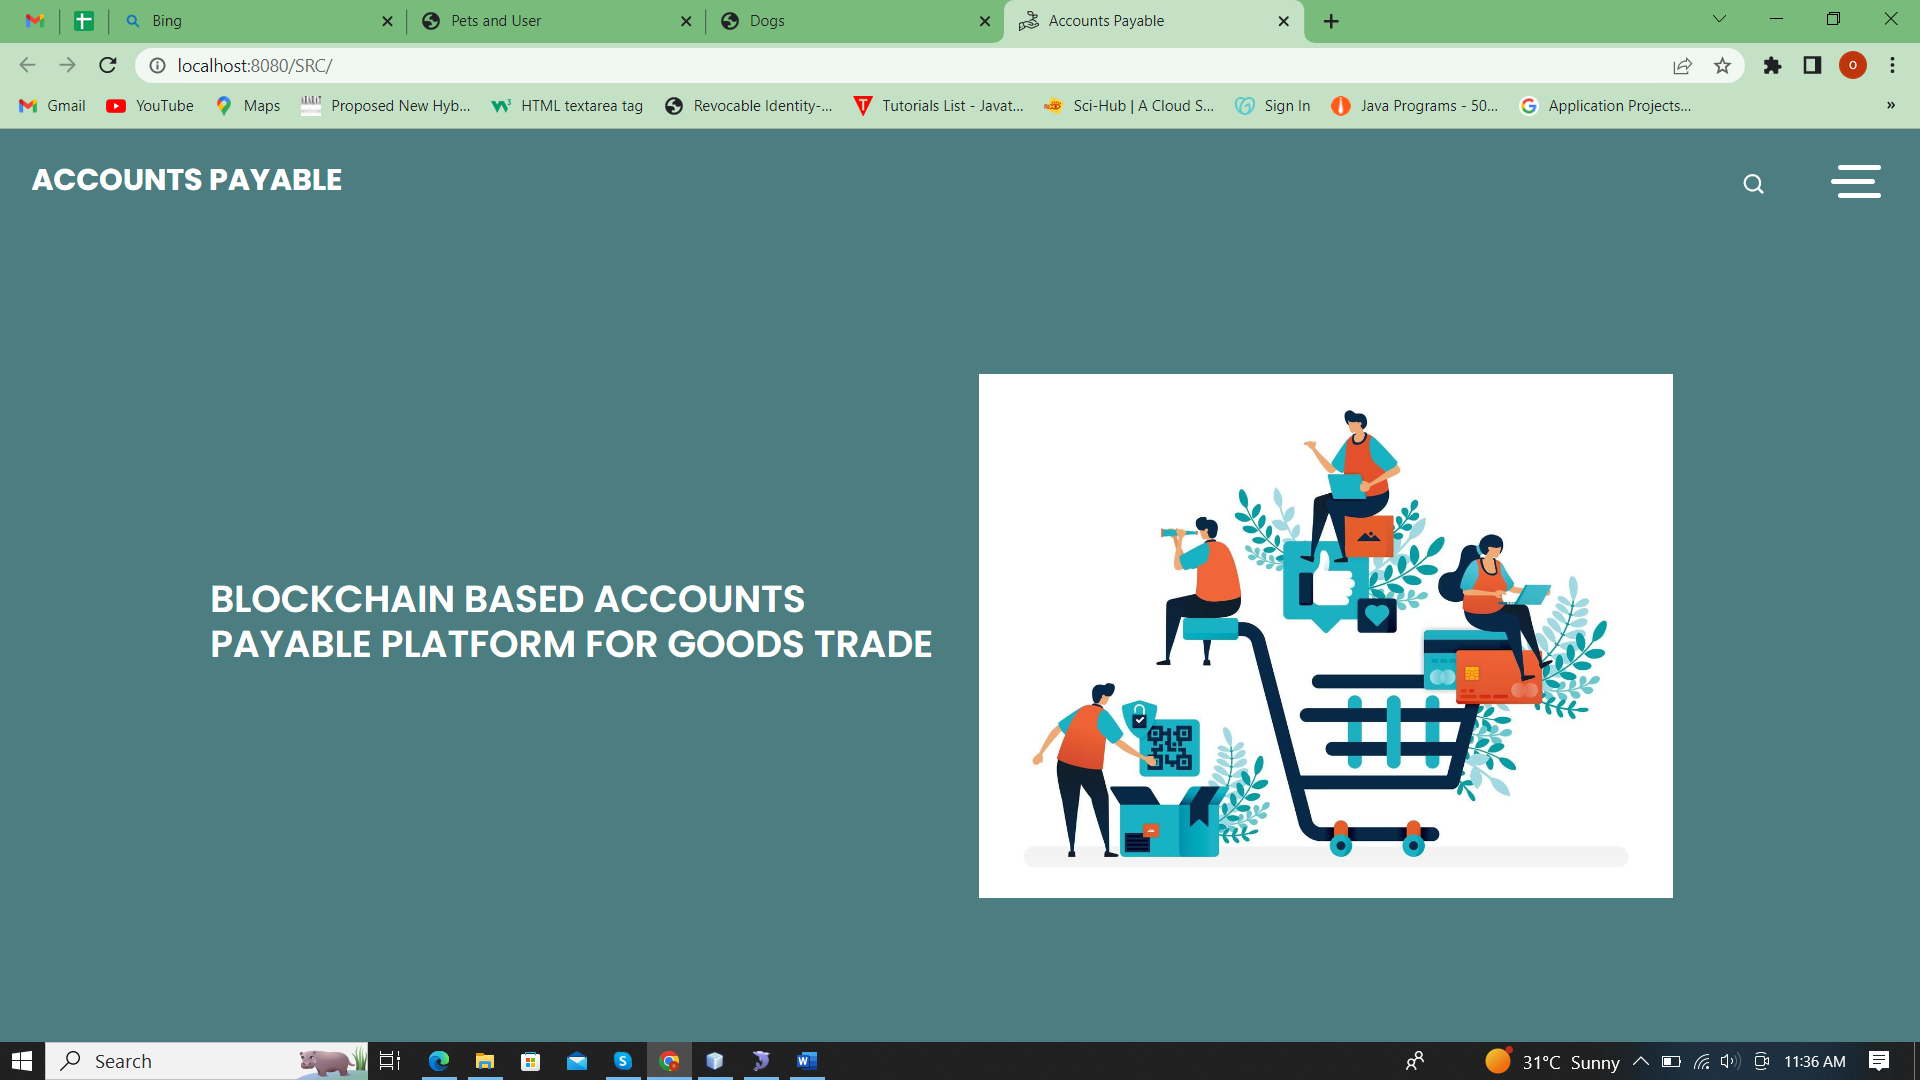 Bing
Pets and User
Dogs
Accounts Payable
localhost:8080/SRC/
O
Gmail
YouTube
Maps
Proposed New Hyb...
HTML textarea tag
Revocable Identity-...
Tutorials List - Javat...
Sci-Hub | A Cloud S...
Sign In
Java Programs - 50...
Application Projects...
»
ACCOUNTS PAYABLE
BLOCKCHAIN BASED ACCOUNTS
PAYABLE PLATFORM FOR GOODS TRADE
Search
31°C Sunny
11:36 AM